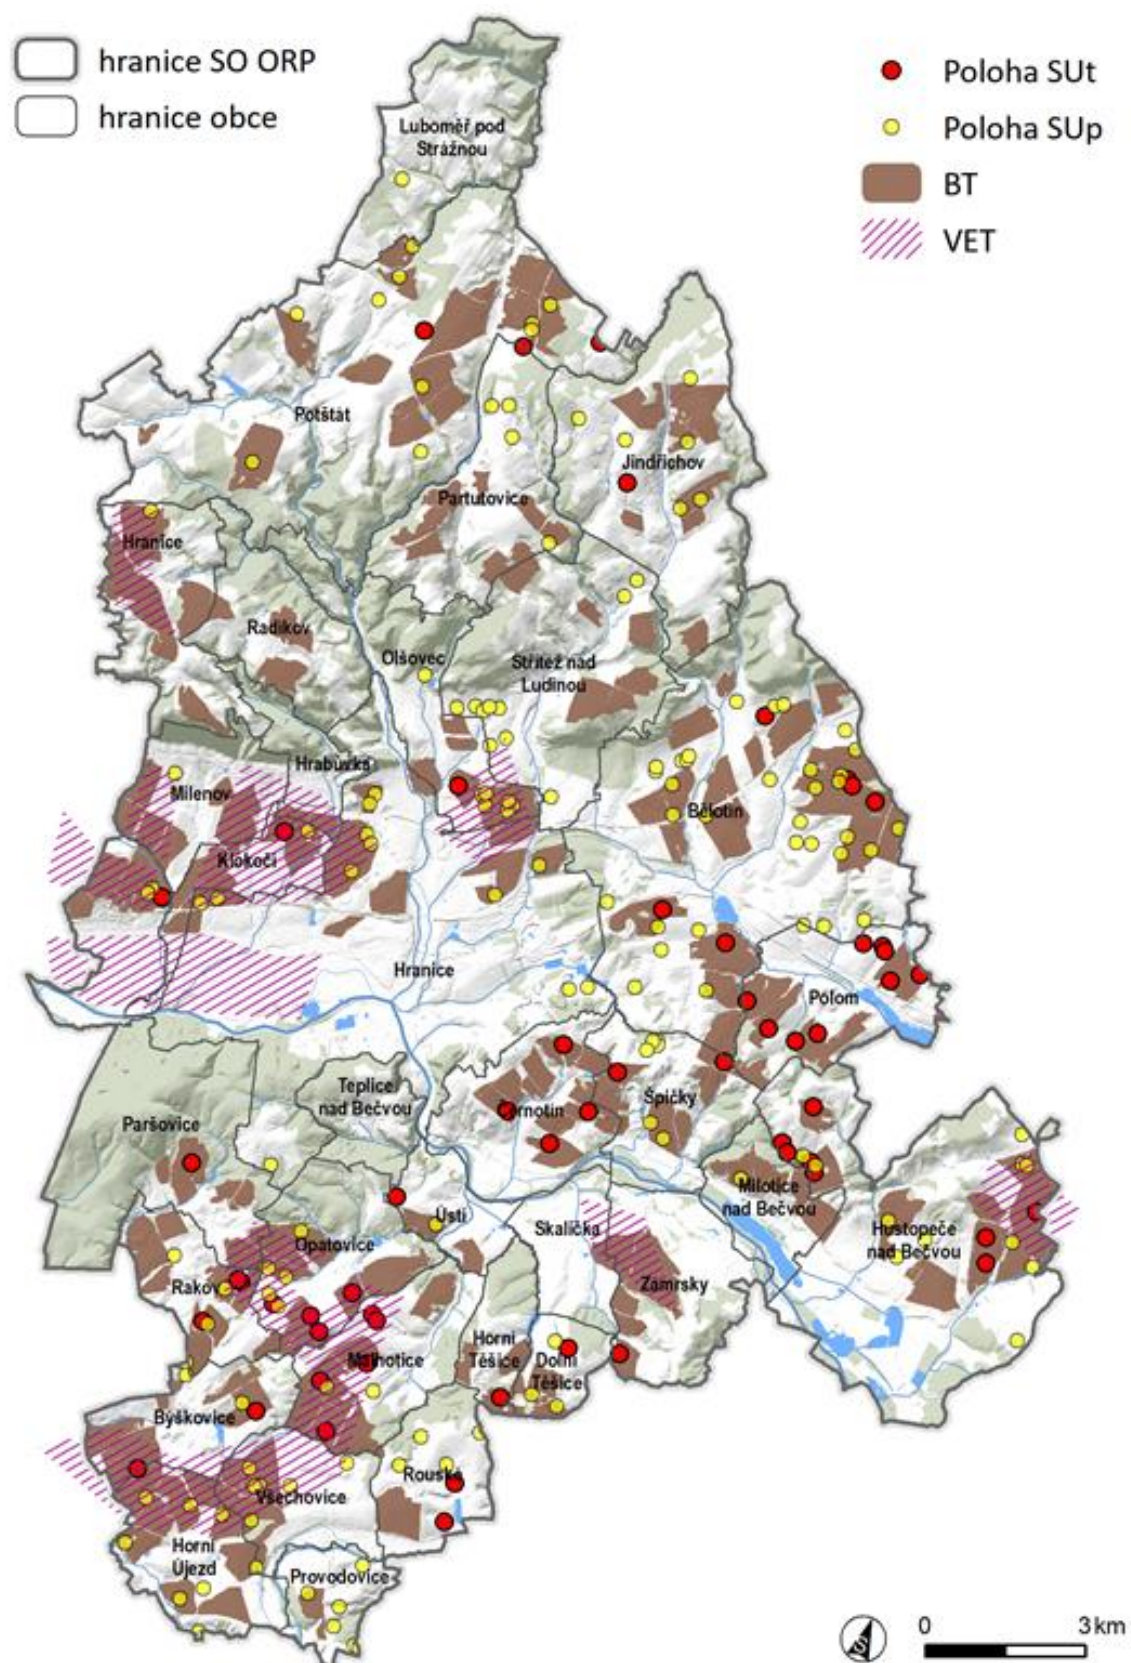 hranice SO ORP
hranice obce
Poloha SUt
Poloha SUp
BT
VET
Luboměř pod
Strážnou
Potštát
Jindřichov
Partutovice
Hranice
Radíkov
Olšovec
Střítež nad
Ludinou
Hrabůvka
Milenov
Bělotín
Klokočí
Hranice
Polom
Teplice
nad Bečvou
Černotín
Špičky
Paršovice
Milotice
nad Bečvou
Ústí
Skalička
Hustopeče
nad Bečvou
Opatovice
Rakov
Zámrsky
Malhotice
Horní
Těšice
Dolní
Těšice
Býškovice
Rouské
Všechovice
Horní
Újezd
Provodovice
S
0
3 km